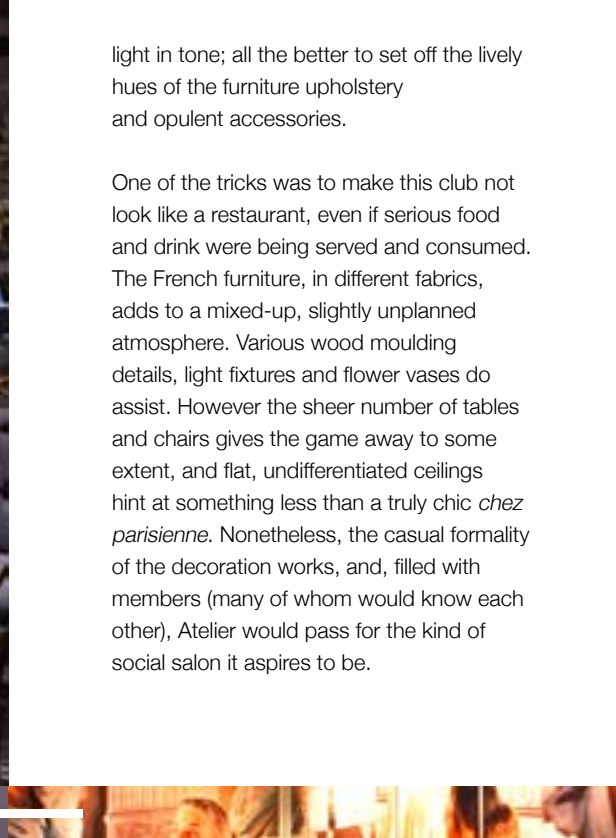 light in tone; all the better to set off the lively
hues of the furniture upholstery
and opulent accessories.
One of the tricks was to make this club not
look like a restaurant, even if serious food
and drink were being served and consumed.
The French furniture, in different fabrics,
adds to a mixed-up, slightly unplanned
atmosphere. Various wood moulding
details, light fixtures and flower vases do
assist. However the sheer number of tables
and chairs gives the game away to some
extent, and flat, undifferentiated ceilings
hint at something less than a truly chic chez
parisienne. Nonetheless, the casual formality
of the decoration works, and, filled with
members (many of whom would know each
other), Atelier would pass for the kind of
social salon it aspires to be.